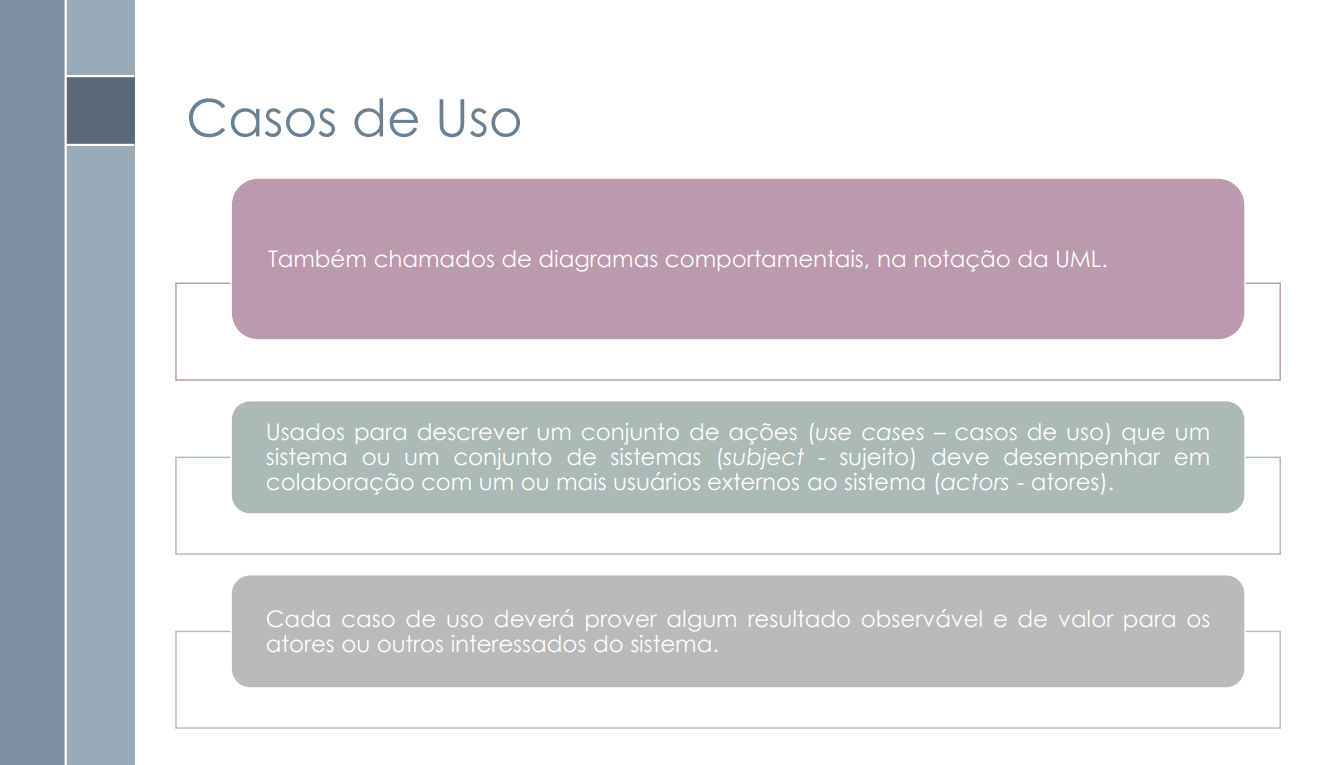 Casos de Uso
Também chamados de diagramas comportamentais, na notação da UML.
Usados para descrever um conjunto de ações (use cases – casos de uso) que um
sistema ou um conjunto de sistemas (subject - sujeito) deve desempenhar em
colaboração com um ou mais usuários externos ao sistema (actors - atores).
Cada caso de uso deverá prover algum resultado observável e de valor para os
atores ou outros interessados do sistema.